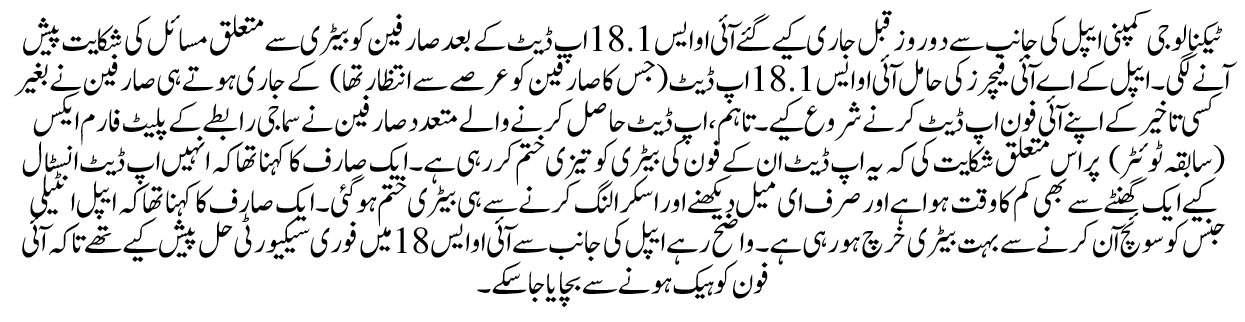 ٹیکنالوجی کمپنی ایپل کی جانب سے دو روز قبل جاری کیے گئے آئی او ایس 18.1 اپ ڈیٹ کے بعد صارفین کو بیٹری سے متعلق مسائل کی شکایت پیش
آنے لگی۔ ایپل کے اے آئی فیچرز کی حامل آئی او ایس 18.1 اپ ڈیٹ (جس کا صارفین کو عرصے سے انتظار تھا) کے جاری ہوتے ہی صارفین نے بغیر
کسی تاخیر کے اپنے آئی فون اپ ڈیٹ کرنے شروع کیے۔ تاہم، اپ ڈیٹ حاصل کرنے والے متعدد صارفین نے سماجی رابطے کے پلیٹ فارم ایکس
(سابقہ ٹوئٹر) پر اس متعلق شکایت کی کہ یہ اپ ڈیٹ ان کے فون کی بیٹری کو تیزی ختم کر رہی ہے۔ ایک صارف کا کہنا تھا کہ انہیں اپ ڈیٹ انسٹال
کیے ایک گھنٹے سے بھی کم کا وقت ہوا ہے اور صرف ای میل دیکھنے اور اسکرالنگ کرنے سے ہی بیٹری ختم ہوگئی۔ ایک صارف کا کہنا تھا کہ ایپل انٹیلی
جنس کو سوئچ آن کرنے سے بہت بیٹری خرچ ہو رہی ہے۔ واضح رہے ایپل کی جانب سے آئی او ایس 18 میں فوری سیکیورٹی حل پیش کیے تھے تاکہ آئی
فون کو ہیک ہونے سے بچایا جا سکے۔